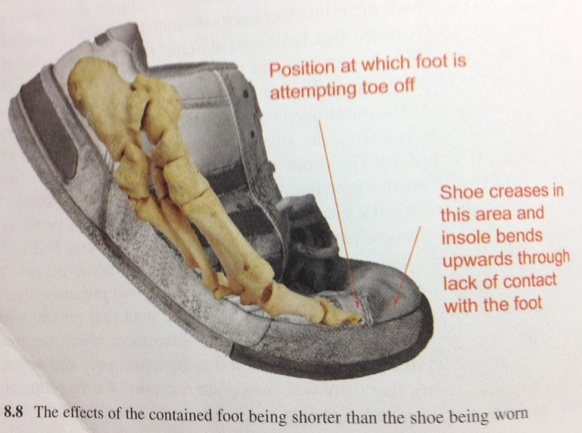 Position at which foot is
attempting toe off
Shoe creases in
this area and
insole bends
upwards through
lack of contact
with the foot
8.8 The effects of the contained foot being shorter than the shoe being worn